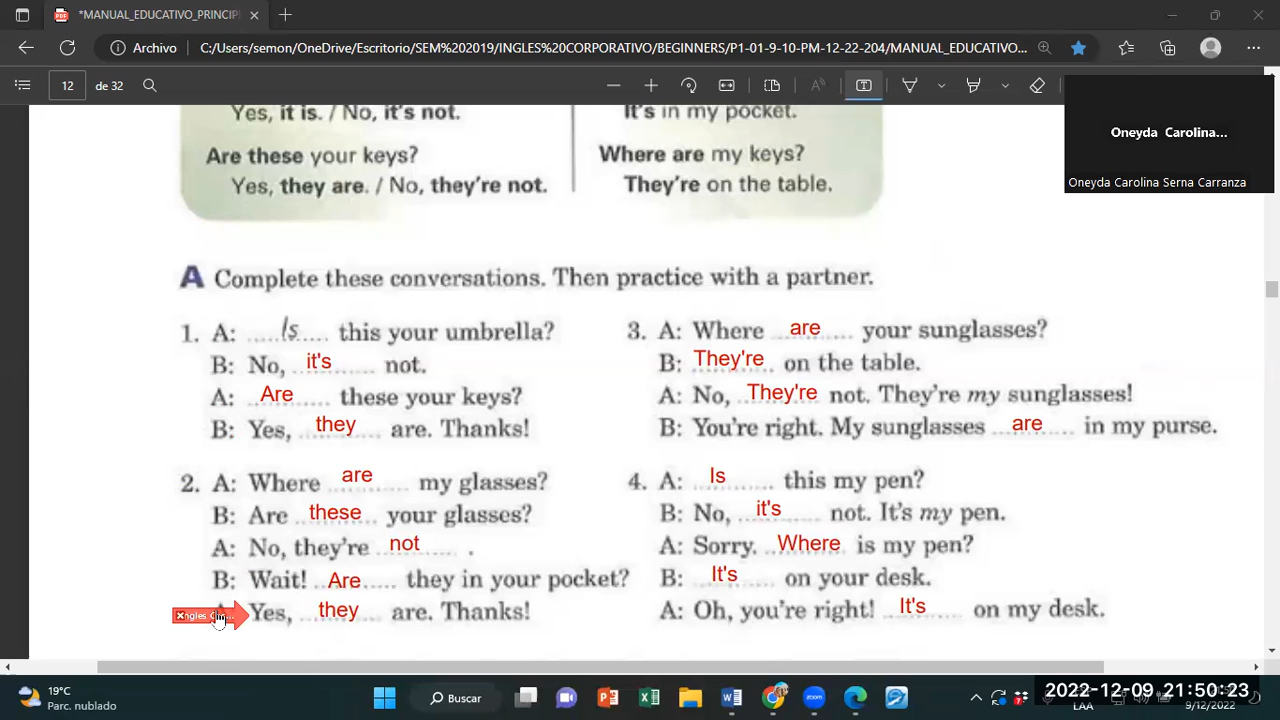 *MANUAL_EDUCATIVO_PRINCIPI
Archivo
C:/Users/semon/OneDrive/Escritorio/SEM%202019/INGLES%20CORPORATIVO/BEGINNERS/P1-01-9-10-PM-12-22-204/MANUAL_EDUCATIVO...
12 de 32
Oneyda Carolina...
Oneyda Carolina Serna Carranza
Yes, it is. / No, it's not.
Are these your keys?
Yes, they are. / No, they're not.
It's in my pocket.
Where are my keys?
They're on the table.
A Complete these conversations. Then practice with a partner.
1. A: Is this your umbrella?
B: No, it's not.
A: Are these your keys?
B: Yes, they are. Thanks!
2. A: Where are my glasses?
B: Are these your glasses?
A: No, they're not .
B: Wait! Are they in your pocket?
Yes, they are. Thanks!
3. A: Where are your sunglasses?
B: They're on the table.
A: No, They're not. They're my sunglasses!
B: You're right. My sunglasses are in my purse.
4. A: Is this my pen?
B: No, it's not. It's my pen.
A: Sorry. Where is my pen?
B: It's on your desk.
A: Oh, you're right! It's on my desk.
19°C
Parc. nublado
Buscar
LAA
2022-12-09 21:50:23
9/12/2022